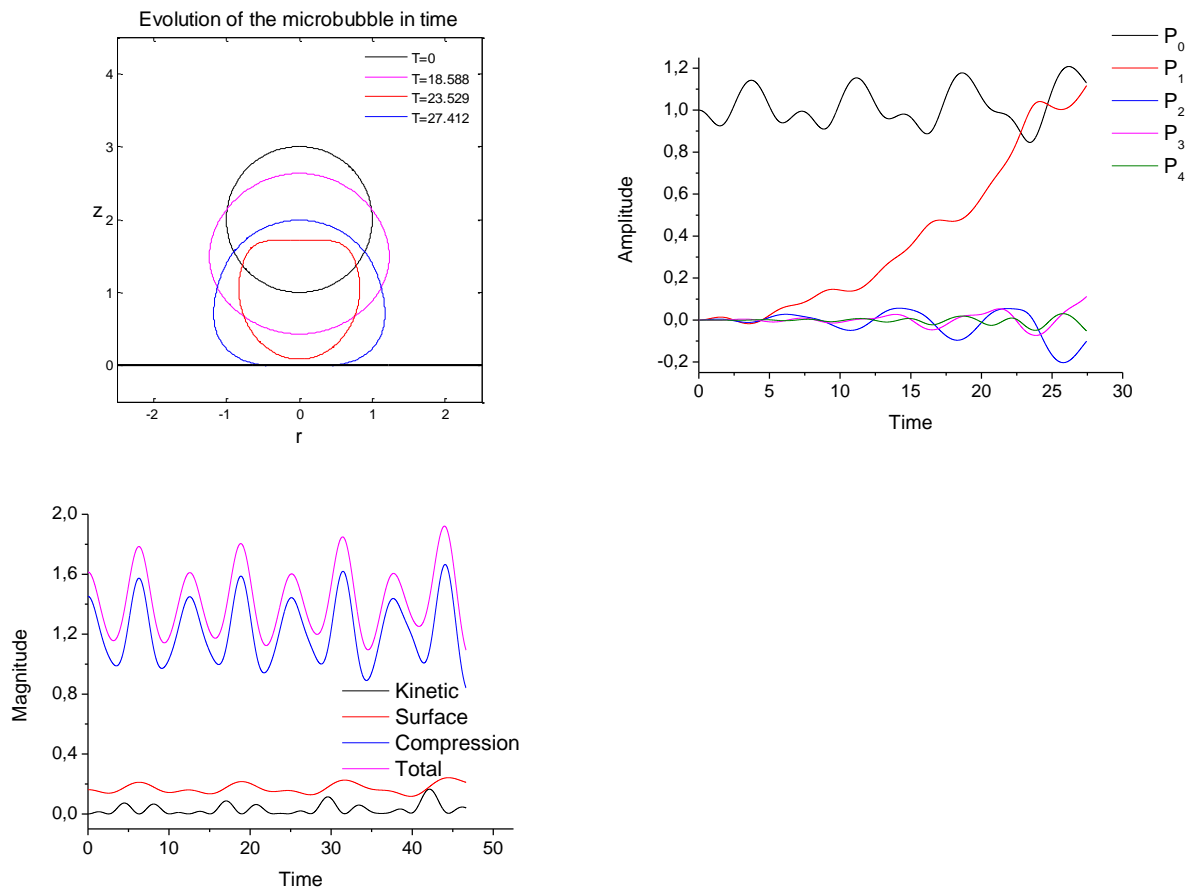 Evolution of the microbubble in time
T=0
T=18.588
T=23.529
T=27.412
4
3
2
1
0
z
-2 -1 0 1 2
r
P0
P1
P2
P3
P4
1,2
1,0
0,8
0,6
0,4
0,2
0,0
-0,2
Amplitude
0 5 10 15 20 25 30
Time
2,0
1,6
1,2
0,8
0,4
0,0
Magnitude
Kinetic
Surface
Compression
Total
0 10 20 30 40 50
Time